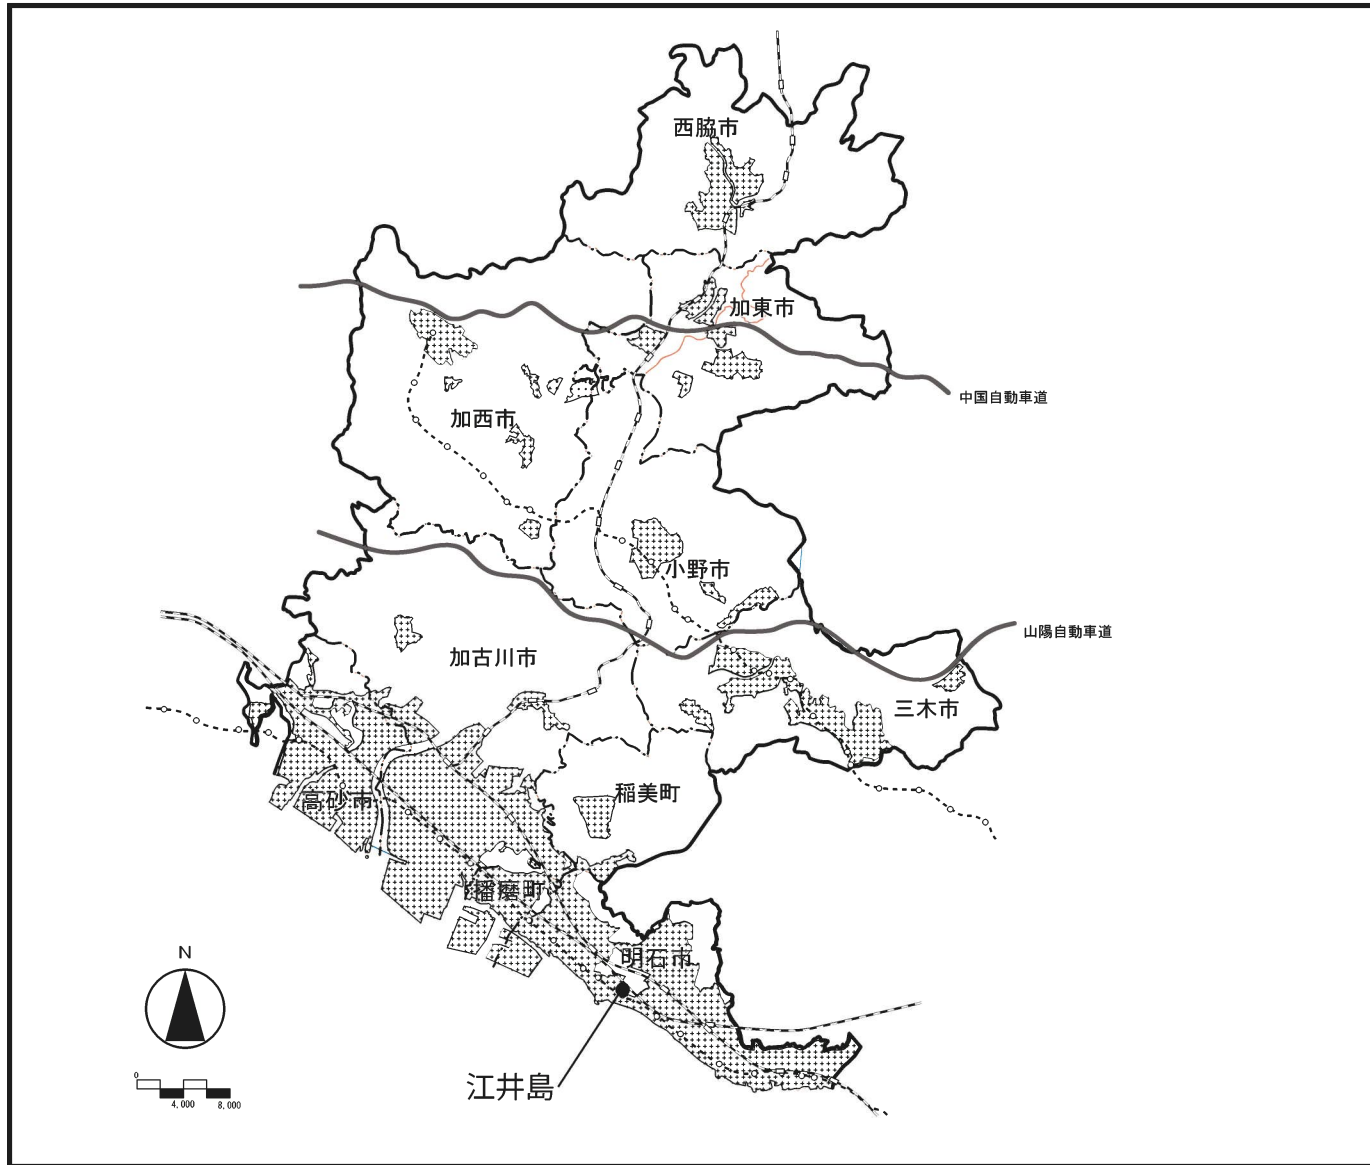 西脇市
加東市
中国自動車道
加西市
小野市
山陽自動車道
加古川市
三木市
稲美町
高砂市
播磨町
明石市
N
江井島
0
4,000
8,000